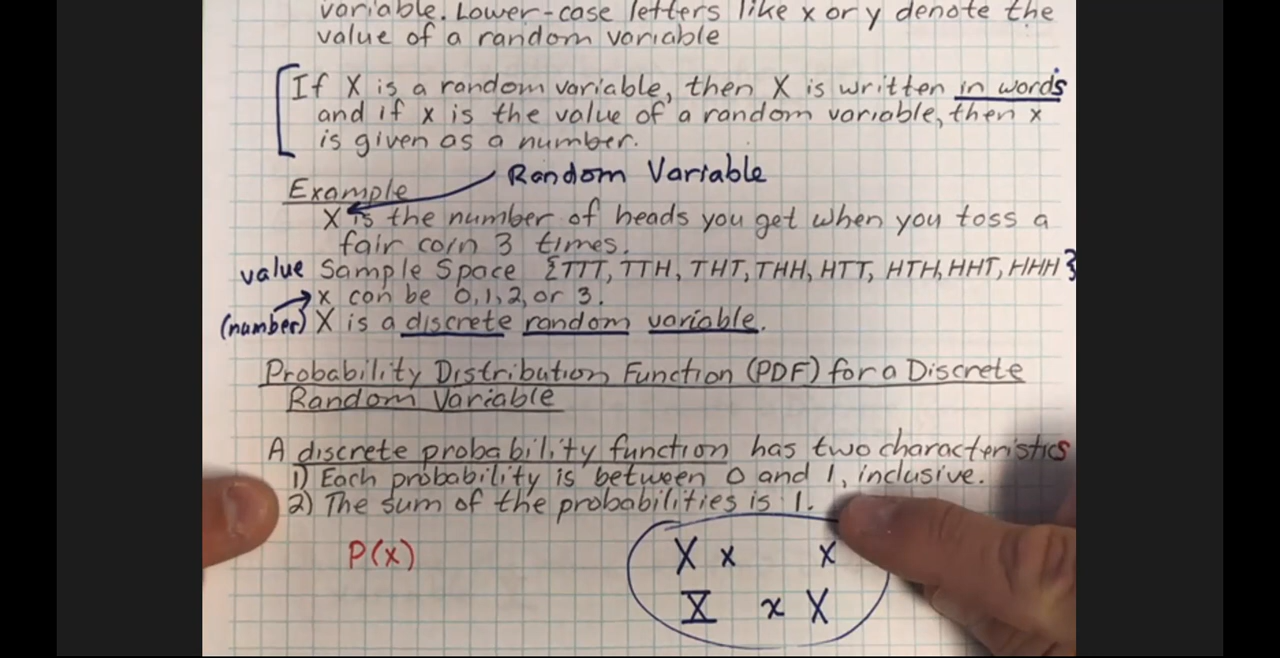 variable. Lower-case letters like x or y denote the
value of a random variable
If X is a random variable, then X is written in words
and if x is the value of a random variable, then x
is given as a number.
Random Variable
Example
X is the number of heads you get when you toss a
fair coin 3 times.
value Sample Space {TTT, TTH, THT, THH, HTT, HTH, HHT, HHH}
x can be 0, 1, 2, or 3.
(number) X is a discrete random variable.
Probability Distribution Function (PDF) for a Discrete
Random Variable
A discrete probability function has two characteristics
1) Each probability is between 0 and 1, inclusive.
2) The sum of the probabilities is 1.
P(x) X x x
X x X